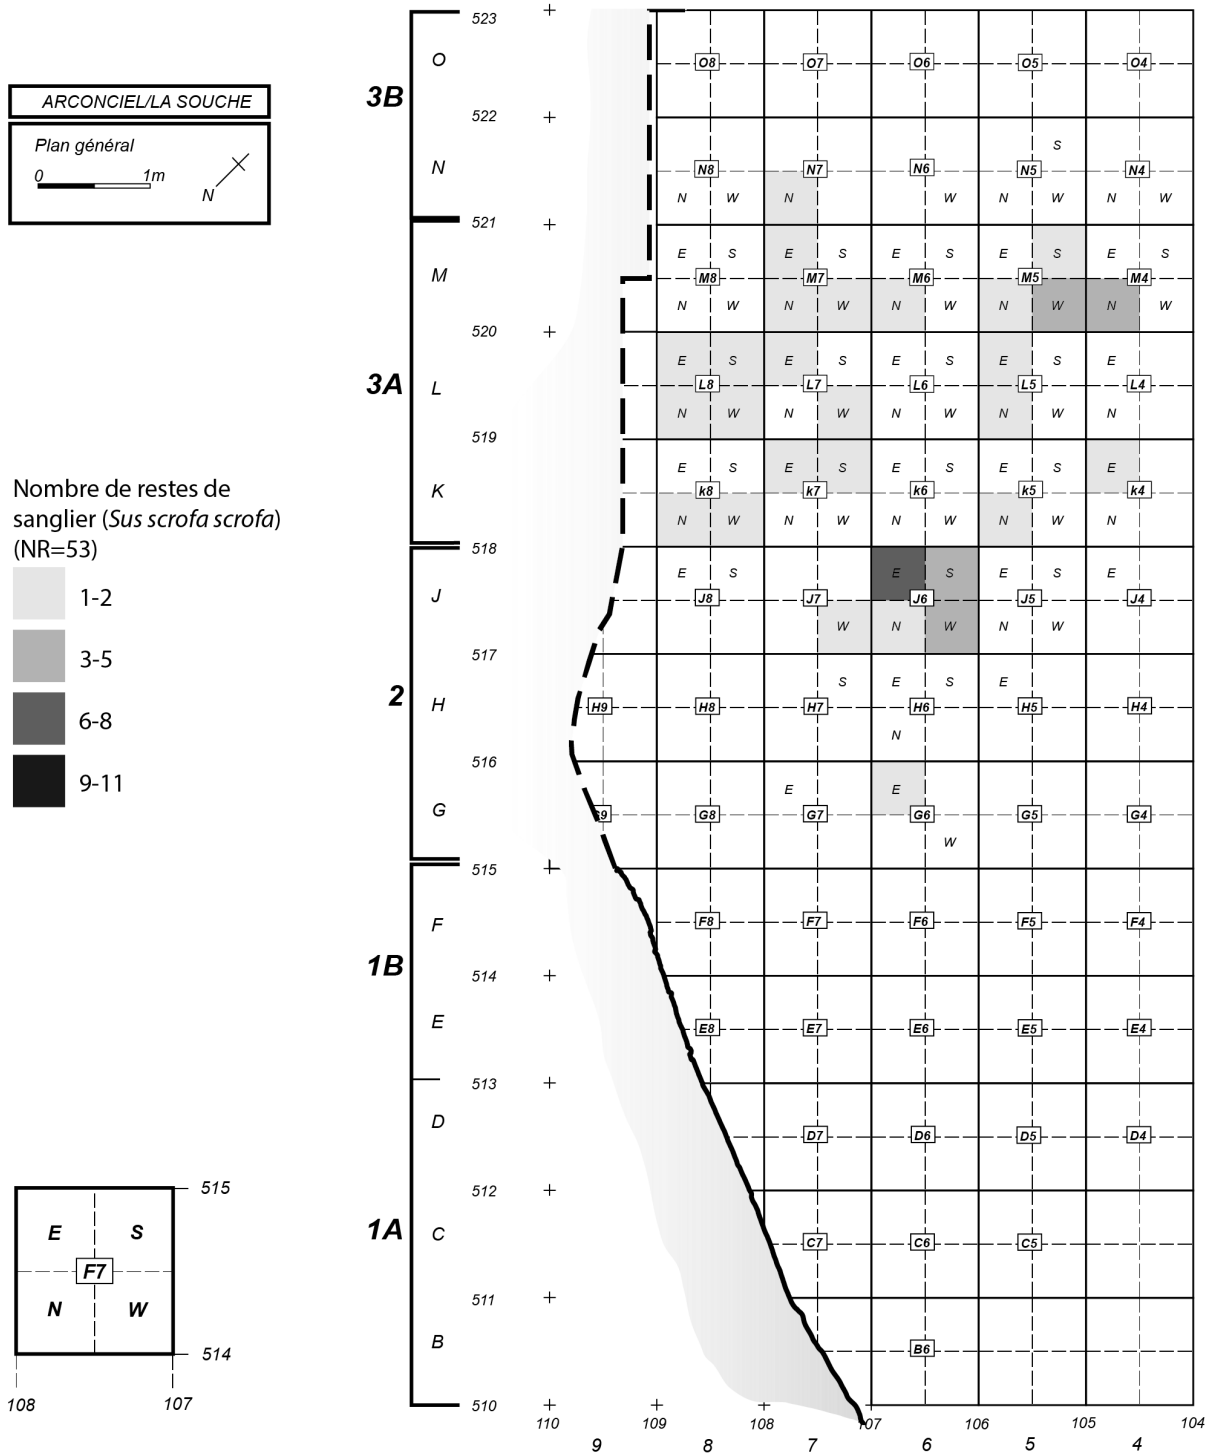 ARCONCIEL/LA SOUCHE
Plan général
0 1m
N
Nombre de restes de
sanglier (Sus scrofa scrofa)
(NR=53)
1-2
3-5
6-8
9-11
E S
F7
N W
515
514
108 107
3B
3A
2
1B
1A
523
O
O8 O7 O6 O5 O4
522
S
N
N8 N7 N6 N5 N4
N W N W N W N W
521
E S E S E S E S E S
M
M8 M7 M6 M5 M4
N W N W N W N W N W
520
E S E S E S E S E
L
L8 L7 L6 L5 L4
N W N W N W N W N
519
E S E S E S E S E
K
k8 k7 k6 k5 k4
N W N W N W N W N
518
E S E S E S E
J
J8 J7 J6 J5 J4
W N W N W
517
S E S E
H
H9 H8 H7 H6 H5 H4
N
516
E E
G
G9 G8 G7 G6 G5 G4
W
515
F
F8 F7 F6 F5 F4
514
E
E8 E7 E6 E5 E4
513
D
D7 D6 D5 D4
512
C
C7 C6 C5
511
B
B6
510
110 109 108 107 106 105 104
9 8 7 6 5 4